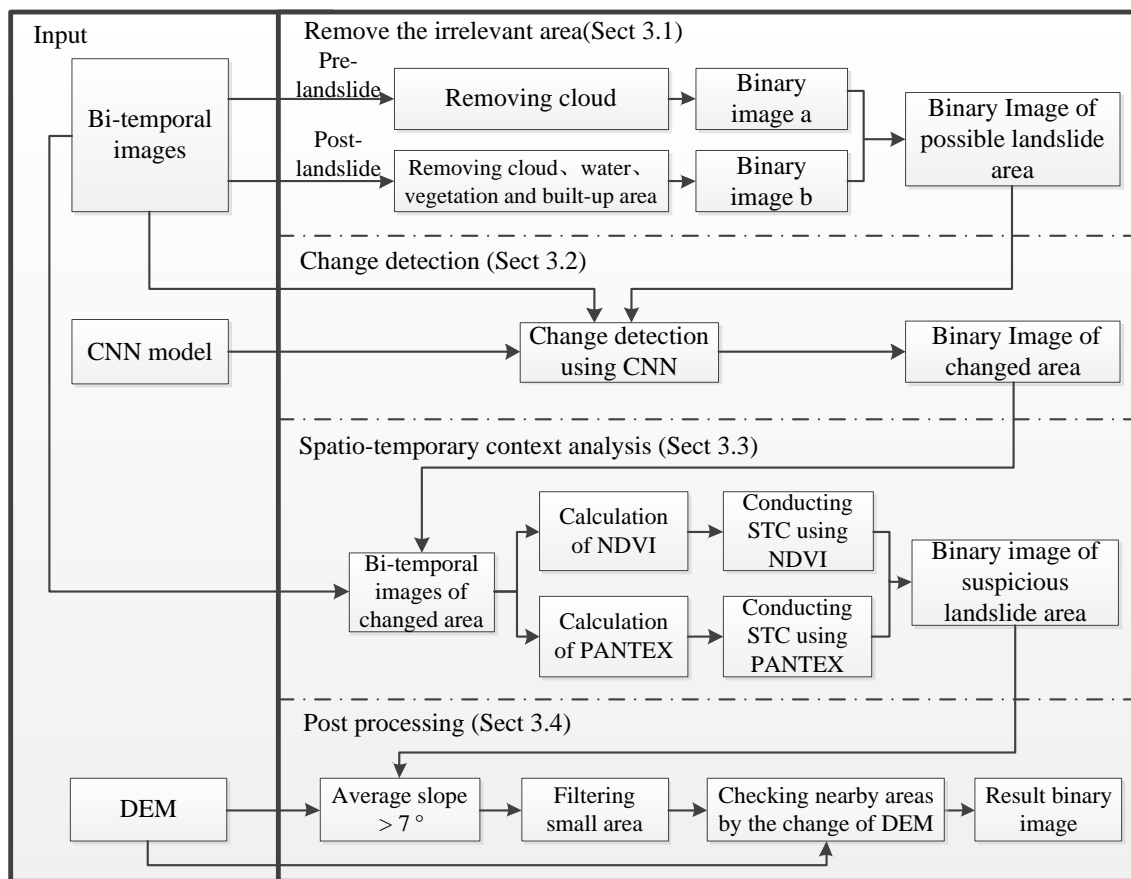 Input
Bi-temporal
images
CNN model
DEM
Remove the irrelevant area(Sect 3.1)
Pre-
landslide
Removing cloud
Binary
image a
Post-
landslide
Removing cloud、water、
vegetation and built-up area
Binary
image b
Binary Image of
possible landslide
area
Change detection (Sect 3.2)
Change detection
using CNN
Binary Image of
changed area
Spatio-temporary context analysis (Sect 3.3)
Bi-temporal
images of
changed area
Calculation
of NDVI
Conducting
STC using
NDVI
Calculation
of PANTEX
Conducting
STC using
PANTEX
Binary image of
suspicious
landslide area
Post processing (Sect 3.4)
Average slope
> 7 °
Filtering
small area
Checking nearby areas
by the change of DEM
Result binary
image